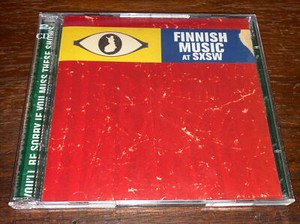 FINNISH
MUSIC
AT SXSW
YOU'LL BE SORRY IF YOU MISS THESE SHOWS